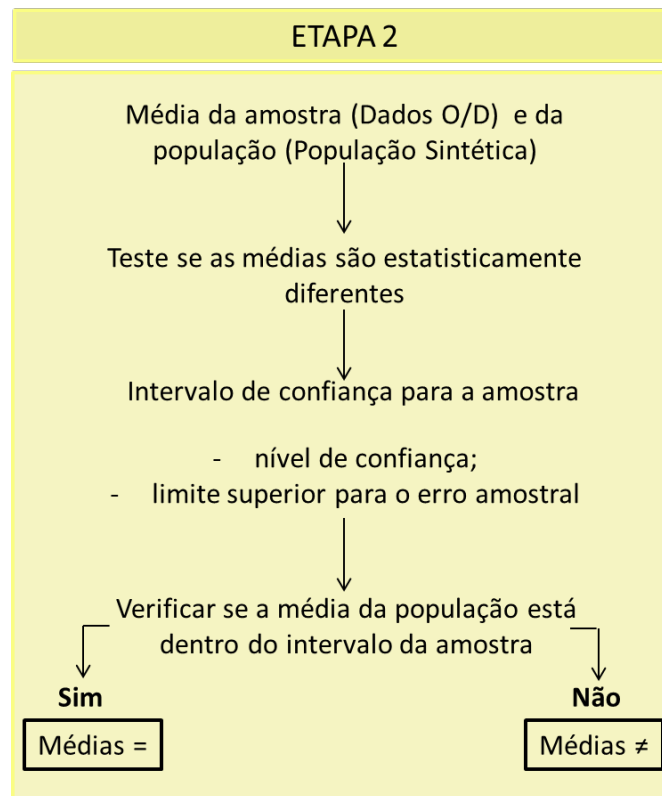 ETAPA 2
Média da amostra (Dados O/D) e da
população (População Sintética)
Teste se as médias são estatisticamente
diferentes
Intervalo de confiança para a amostra
- nível de confiança;
- limite superior para o erro amostral
Verificar se a média da população está
dentro do intervalo da amostra
Sim
Não
Médias =
Médias ≠